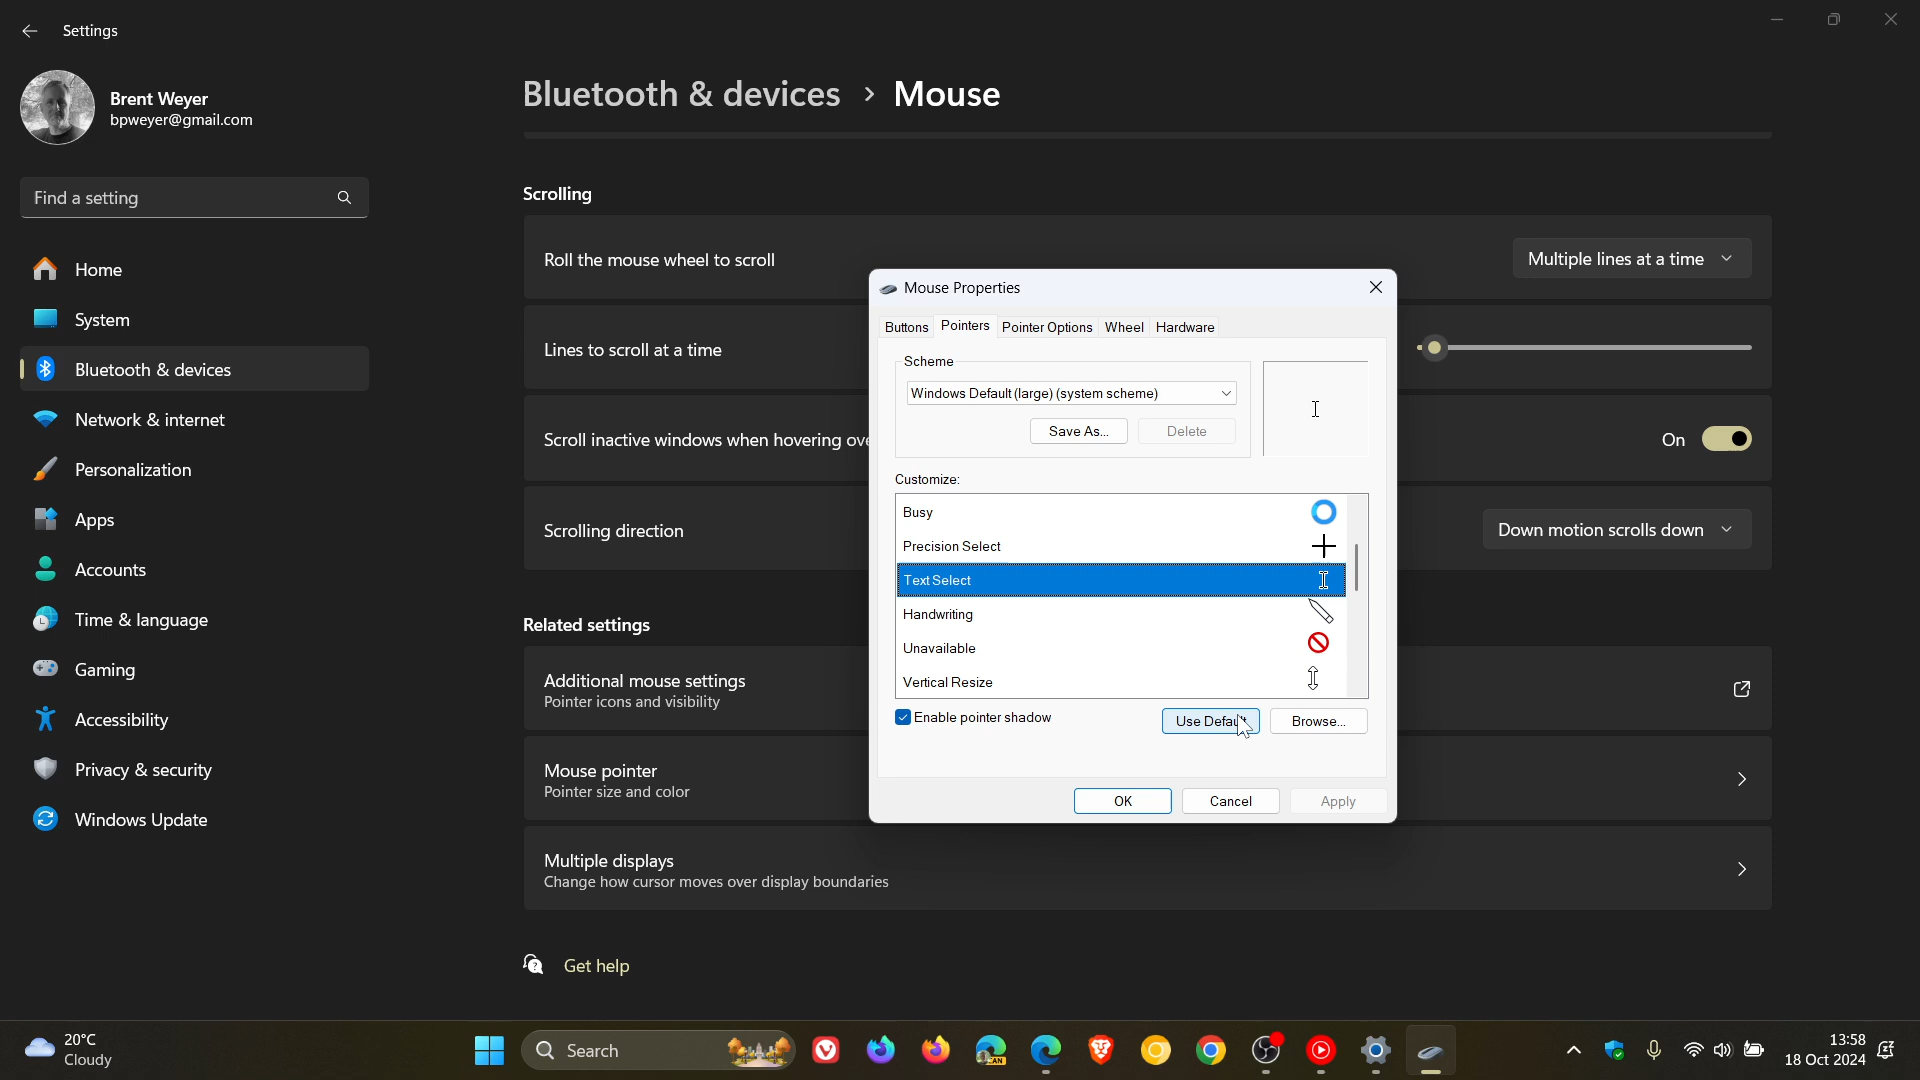 Settings
Brent Weyer
bpweyer@gmail.com
Find a setting
Home
System
Bluetooth & devices
Network & internet
Personalization
Apps
Accounts
Time & language
Gaming
Accessibility
Privacy & security
Windows Update
Bluetooth & devices > Mouse
Scrolling
Roll the mouse wheel to scroll
Multiple lines at a time
Lines to scroll at a time
Scroll inactive windows when hovering
On
Scrolling direction
Down motion scrolls down
Related settings
Additional mouse settings
Pointer icons and visibility
Mouse pointer
Pointer size and color
Multiple displays
Change how cursor moves over display boundaries
Get help
Mouse Properties
Buttons Pointers Pointer Options Wheel Hardware
Scheme
Windows Default (large) (system scheme)
Save As... Delete
Customize:
Busy
Precision Select
Text Select
Handwriting
Unavailable
Vertical Resize
Enable pointer shadow
Use Default Browse...
OK Cancel Apply
20°C
Cloudy
Search
CAN
13:58
18 Oct 2024